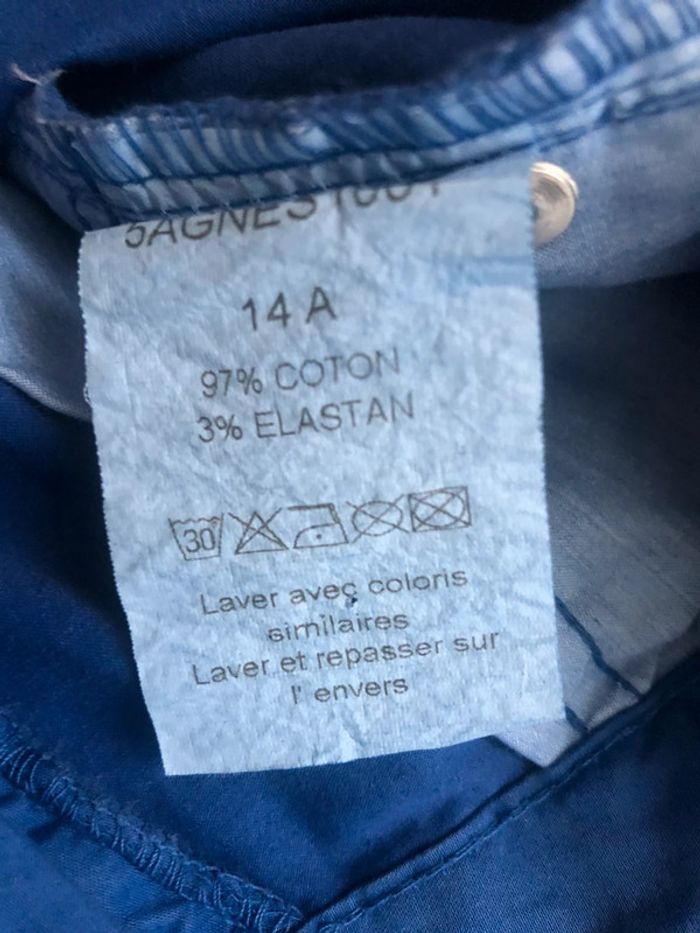 14 A
97% COTON
3% ELASTAN
30
Laver avec coloris
similaires
Laver et repasser sur
l' envers